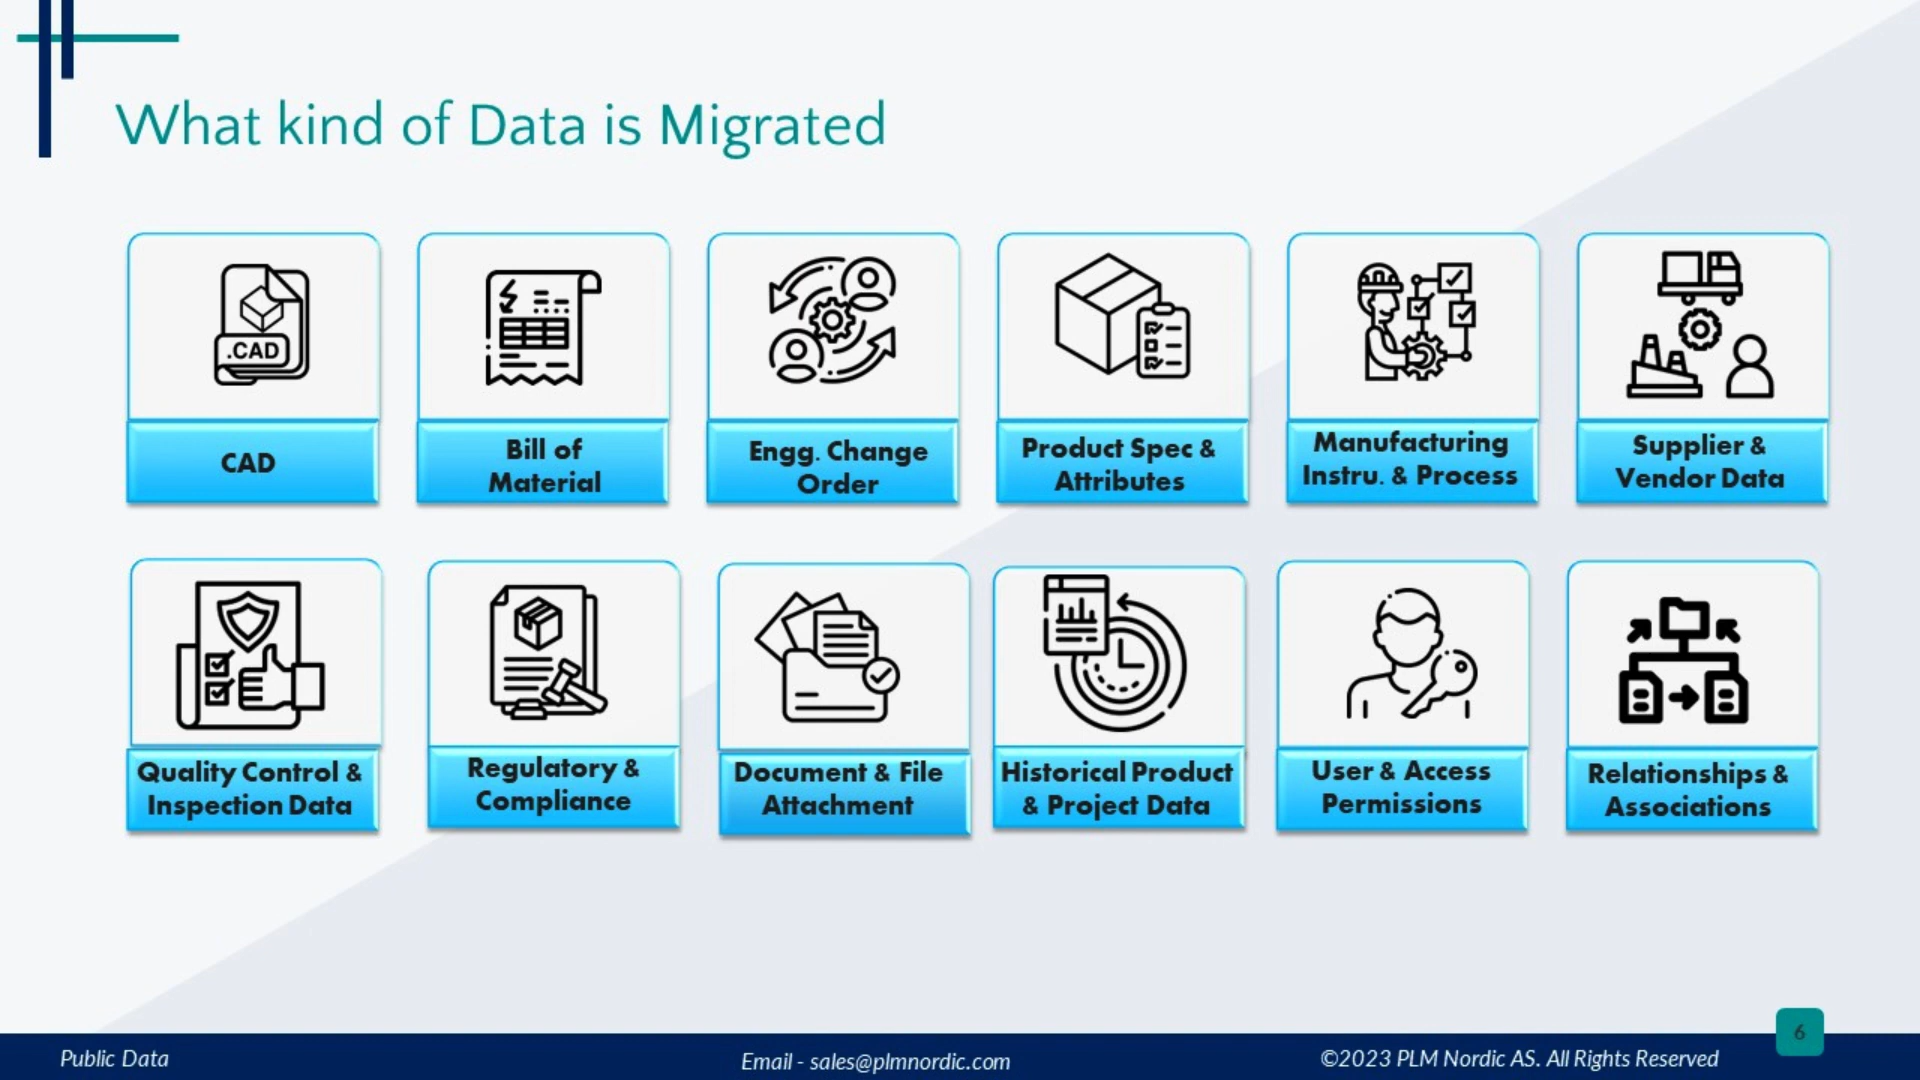 What kind of Data is Migrated
.CAD
CAD
Bill of
Material
Engg. Change
Order
Product Spec &
Attributes
Manufacturing
Instru. & Process
Supplier &
Vendor Data
Quality Control &
Inspection Data
Regulatory &
Compliance
Document & File
Attachment
Historical Product
& Project Data
User & Access
Permissions
Relationships &
Associations
6
Public Data
Email - sales@plmnordic.com
©2023 PLM Nordic AS. All Rights Reserved